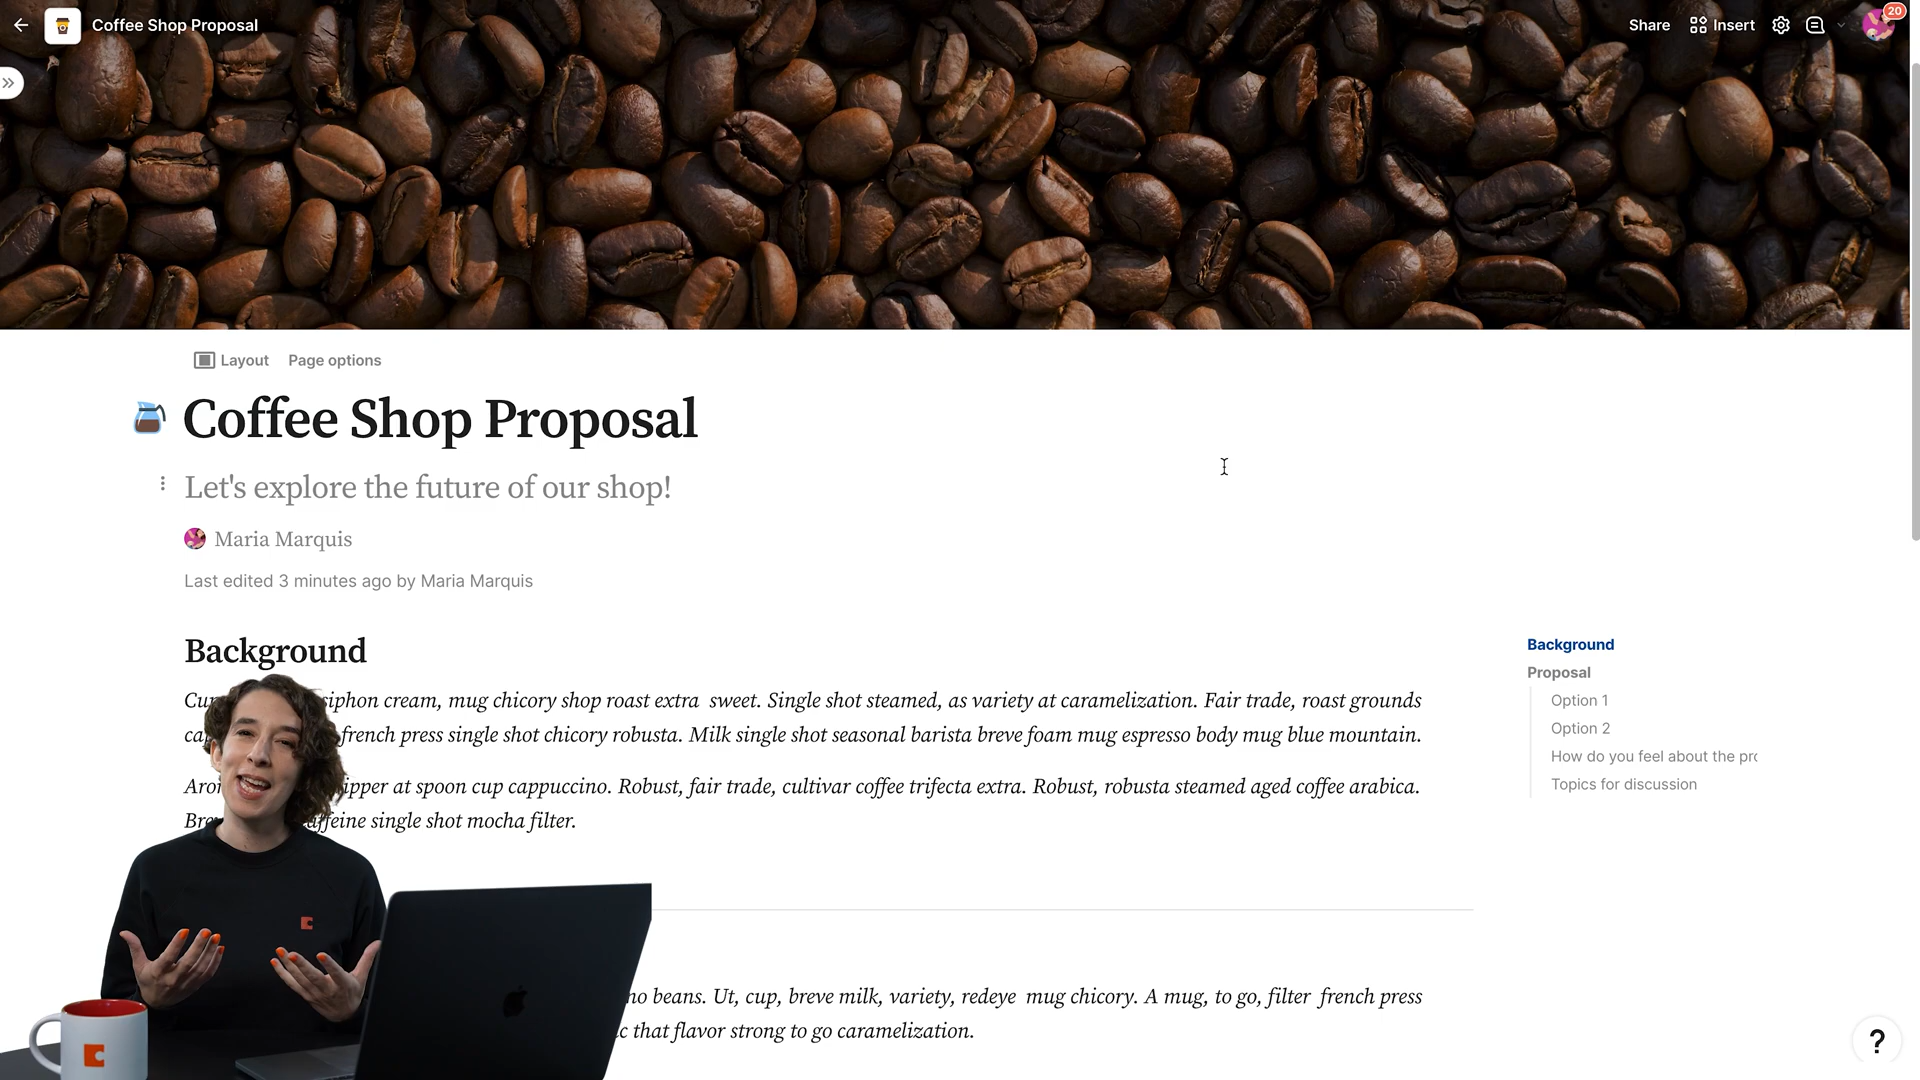 Coffee Shop Proposal
Share
Insert
20
Layout
Page options
Coffee Shop Proposal
Let's explore the future of our shop!
Maria Marquis
Last edited 3 minutes ago by Maria Marquis
Background
siphon cream, mug chicory shop roast extra sweet. Single shot steamed, as variety at caramelization. Fair trade, roast grounds
french press single shot chicory robusta. Milk single shot seasonal barista breve foam mug espresso body mug blue mountain.
at spoon cup cappuccino. Robust, fair trade, cultivar coffee trifecta extra. Robust, robusta steamed aged coffee arabica.
single shot mocha filter.
beans. Ut, cup, breve milk, variety, redeye mug chicory. A mug, to go, filter french press
that flavor strong to go caramelization.
Background
Proposal
Option 1
Option 2
How do you feel about the pro
Topics for discussion
?